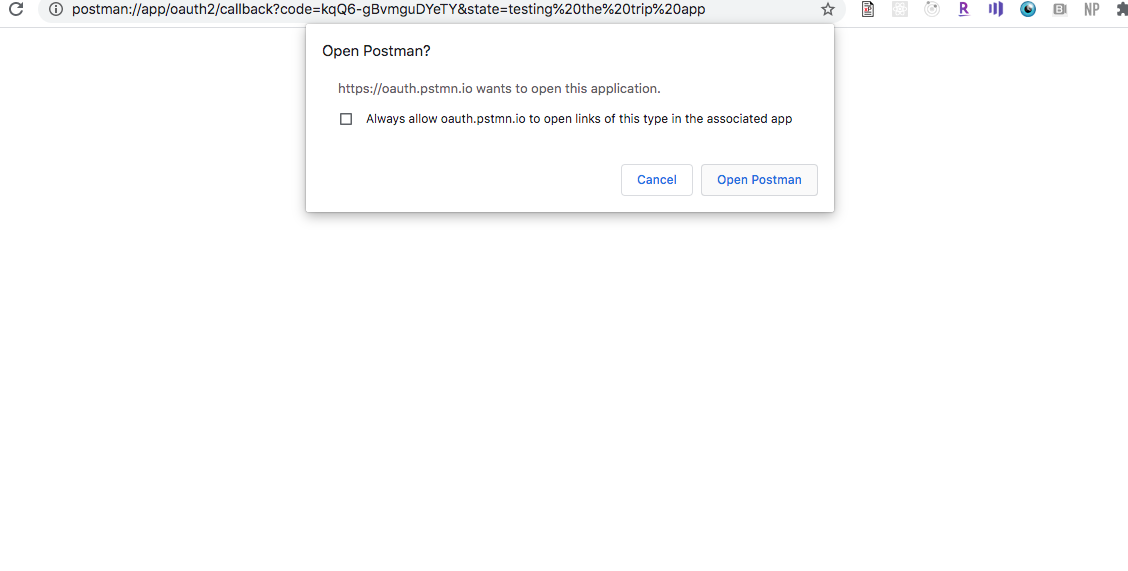 postman://app/oauth2/callback?code=kqQ6-gBvmguDYeTY&state=testing%20the%20trip%20app
R
B
NP
Open Postman?
https://oauth.pstmn.io wants to open this application.
Always allow oauth.pstmn.io to open links of this type in the associated app
Cancel
Open Postman